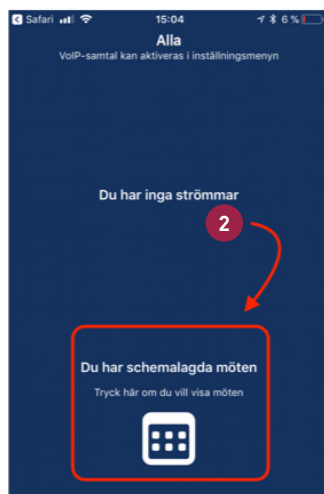 Safari 15:04 6 %
Alla
VoIP-samtal kan aktiveras i inställningsmenyn
Du har inga strömmar
2
Du har schemalagda möten
Tryck här om du vill visa möten